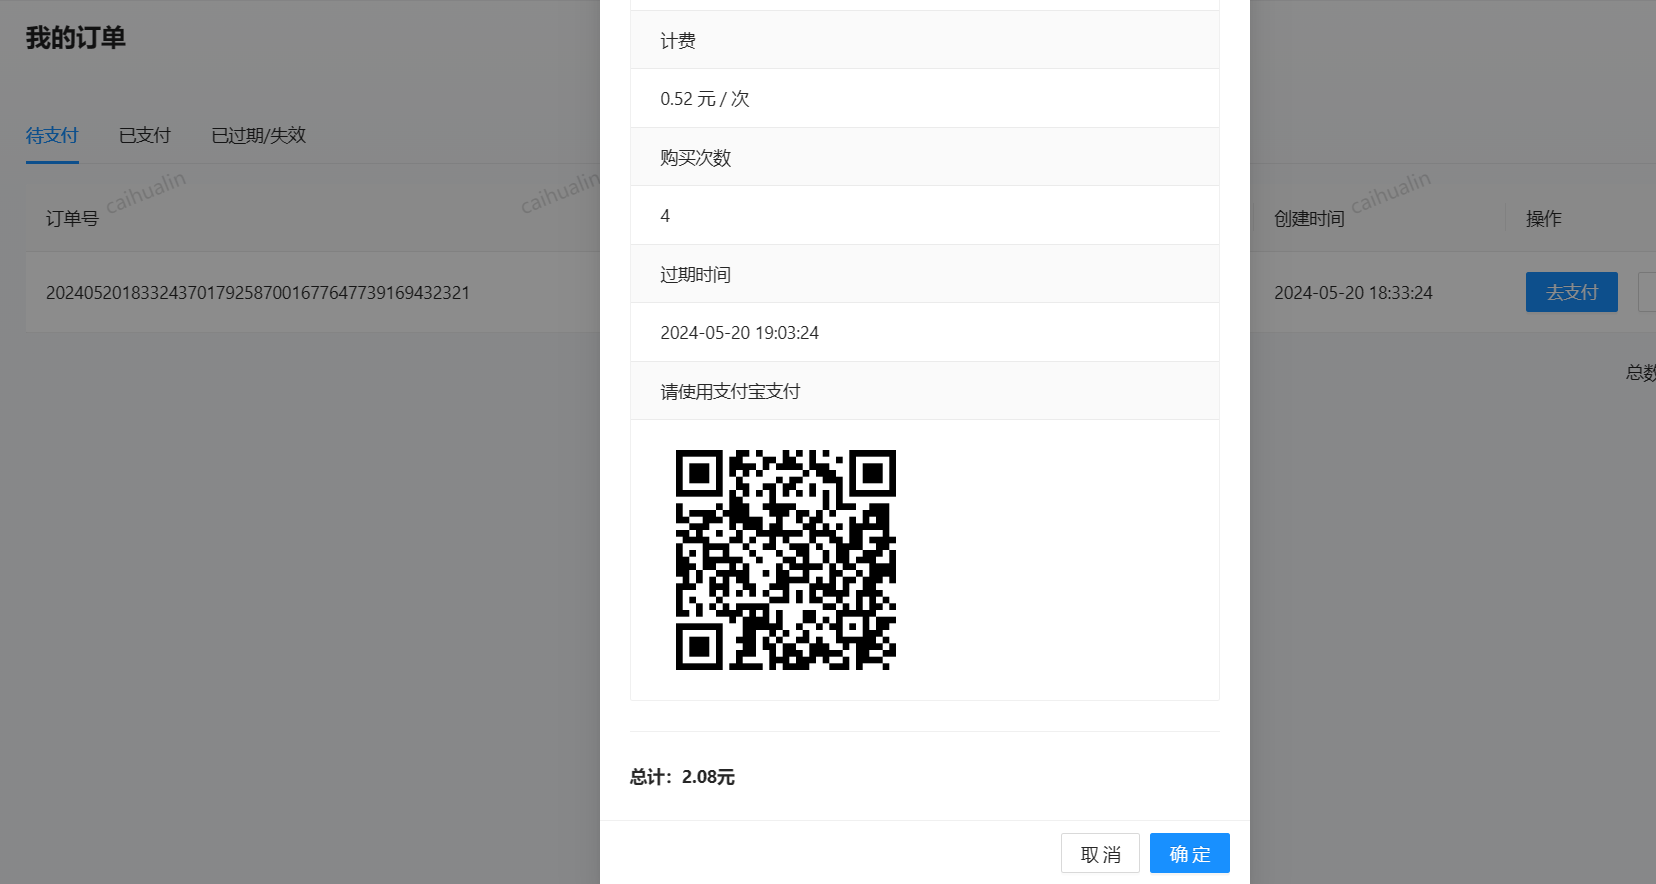 我的订单
待支付
已支付
已过期/失效
caihualin
caihualin
caihualin
订单号
创建时间
操作
202405201833243701792587001677647739169432321
2024-05-20 18:33:24
去支付
总数
计费
0.52 元 / 次
购买次数
4
过期时间
2024-05-20 19:03:24
请使用支付宝支付
总计：2.08元
取 消
确 定